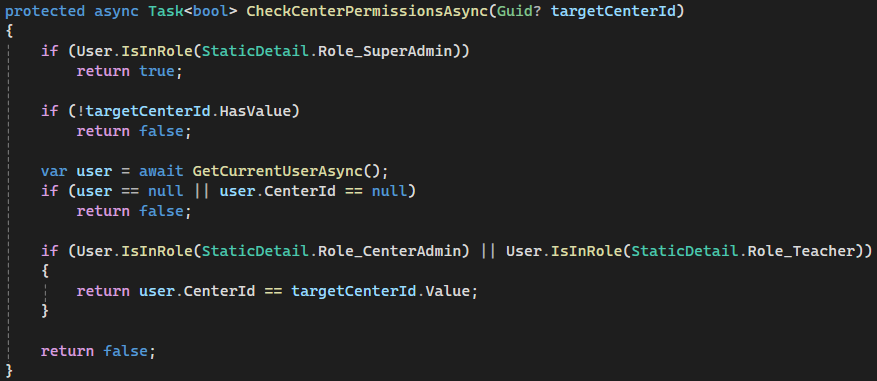 protected async Task<bool> CheckCenterPermissionsAsync(Guid? targetCenterId)
{
    if (User.IsInRole(StaticDetail.Role_SuperAdmin))
        return true;

    if (!targetCenterId.HasValue)
        return false;

    var user = await GetCurrentUserAsync();
    if (user == null || user.CenterId == null)
        return false;

    if (User.IsInRole(StaticDetail.Role_CenterAdmin) || User.IsInRole(StaticDetail.Role_Teacher))
    {
        return user.CenterId == targetCenterId.Value;
    }

    return false;
}